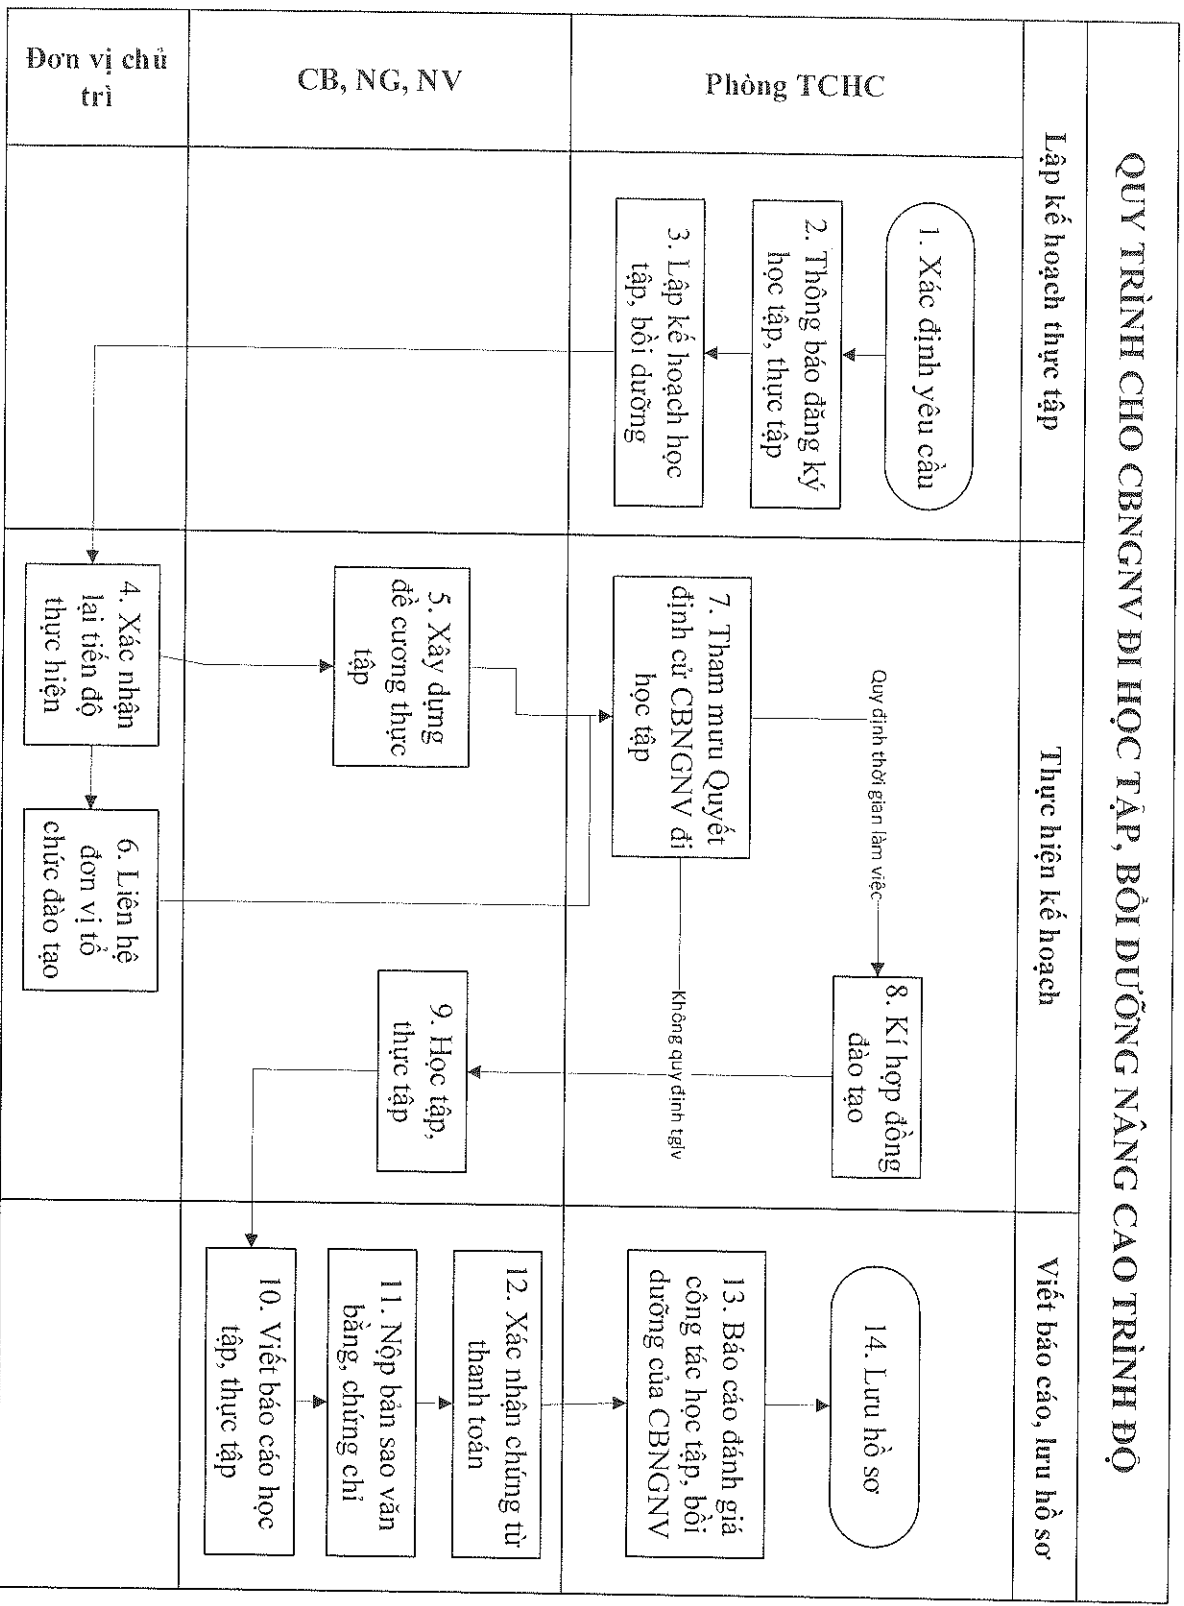 QUY TRÌNH CHO CBNGNV ĐI HỌC TẬP, BỒI DƯỠNG NÂNG CAO TRÌNH ĐỘ
Lập kế hoạch thực tập
Thực hiện kế hoạch
Viết báo cáo, lưu hồ sơ
Phòng TCHC
1. Xác định yêu cầu
2. Thông báo đăng ký
học tập, thực tập
3. Lập kế hoạch học
tập, bồi dưỡng
Quy định thời gian làm việc
8. Kí hợp đồng
đào tạo
7. Tham mưu Quyết
định cử CBNGNV đi
học tập
Không quy định tglv
14. Lưu hồ sơ
13. Báo cáo đánh giá
công tác học tập, bồi
dưỡng của CBNGNV
CB, NG, NV
5. Xây dựng
đề cương thực
tập
9. Học tập,
thực tập
12. Xác nhận chứng từ
thanh toán
11. Nộp bản sao văn
bằng, chứng chỉ
10. Viết báo cáo học
tập, thực tập
Đơn vị chủ
trì
4. Xác nhận
lại tiến độ
thực hiện
6. Liên hệ
đơn vị tổ
chức đào tạo